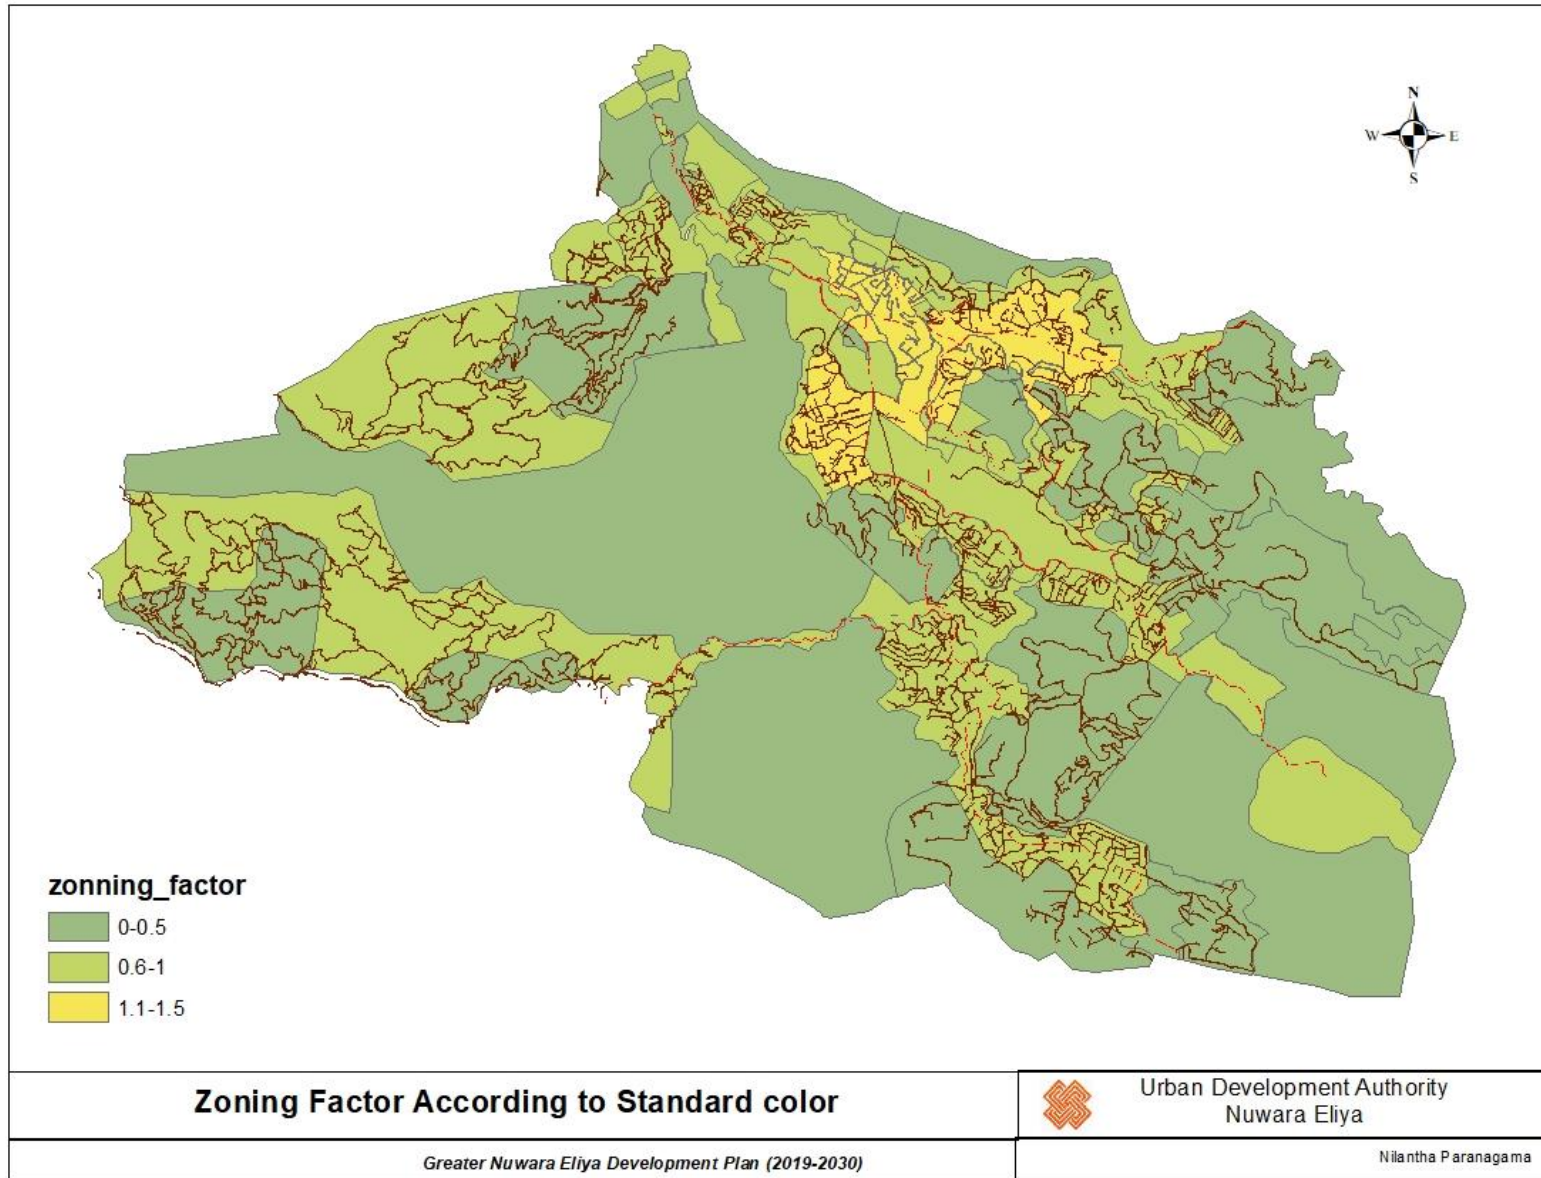 N
W E
S
zonning_factor
0-0.5
0.6-1
1.1-1.5
Zoning Factor According to Standard color
Urban Development Authority
Nuwara Eliya
Greater Nuwara Eliya Development Plan (2019-2030)
Nilantha Paranagama